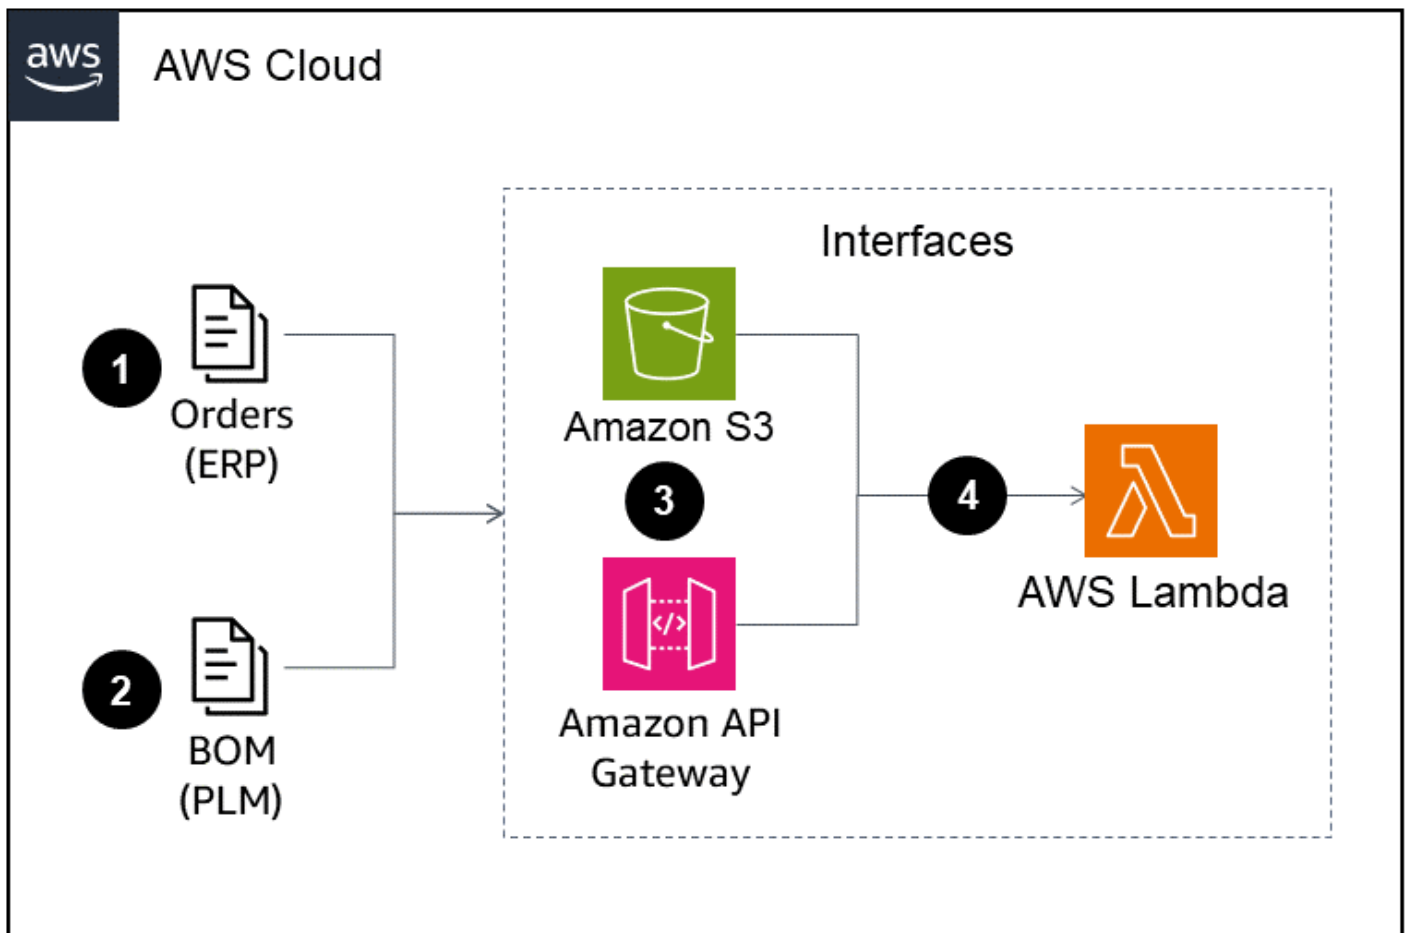 aws
AWS Cloud
Interfaces
1
Orders
(ERP)
Amazon S3
3
4
AWS Lambda
</>
2
BOM
(PLM)
Amazon API
Gateway